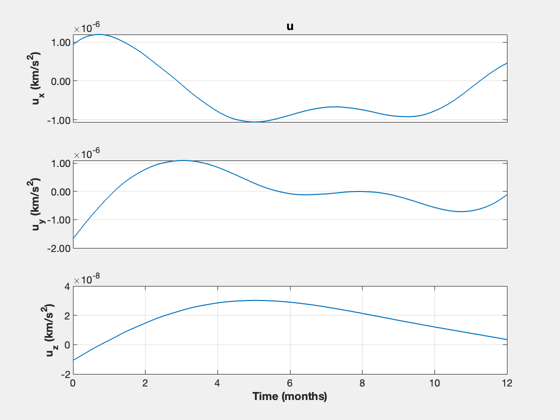 u
×10⁻⁶
1.00
0.00
-1.00
uₓ (km/s²)
×10⁻⁶
1.00
0.00
-1.00
-2.00
u_y (km/s²)
×10⁻⁸
4
2
0
-2
u_z (km/s²)
0 2 4 6 8 10 12
Time (months)